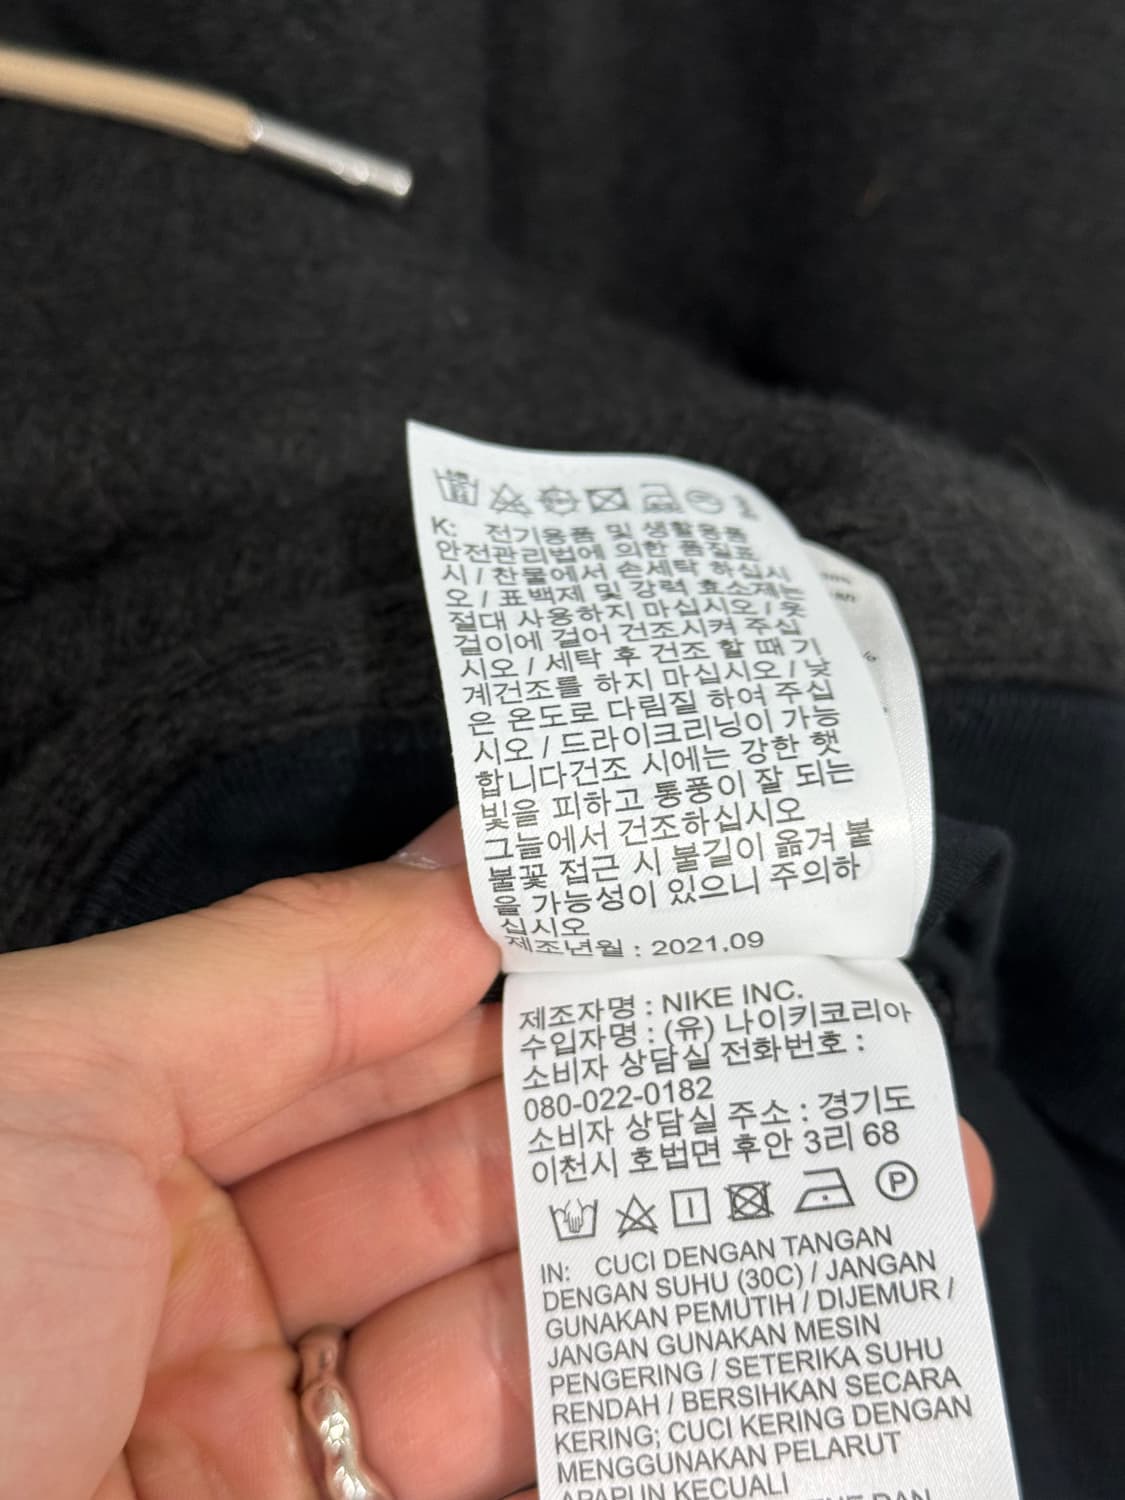 K: 전기용품 및 생활용품
안전관리법에 의한 품질표
시 / 찬물에서 손세탁 하십시
오 / 표백제 및 강력 효소제는
절대 사용하지 마십시오 / 옷
걸이에 걸어 건조시켜 주십
시오 / 세탁 후 건조 할 때 기
계건조를 하지 마십시오 / 낮
은 온도로 다림질 하여 주십
시오 / 드라이크리닝이 가능
합니다건조 시에는 강한 햇
빛을 피하고 통풍이 잘 되는
그늘에서 건조하십시오
불꽃 접근 시 불길이 옮겨 붙
을 가능성이 있으니 주의하
십시오
제조년월 : 2021.09
제조자명 : NIKE INC.
수입자명 : (유) 나이키코리아
소비자 상담실 전화번호 :
080-022-0182
소비자 상담실 주소 : 경기도
이천시 호법면 후안 3리 68
P
IN: CUCI DENGAN TANGAN
DENGAN SUHU (30C) / JANGAN
GUNAKAN PEMUTIH / DIJEMUR /
JANGAN GUNAKAN MESIN
PENGERING / SETERIKA SUHU
RENDAH / BERSIHKAN SECARA
KERING; CUCI KERING DENGAN
MENGGUNAKAN PELARUT
APAPUN KECUALI